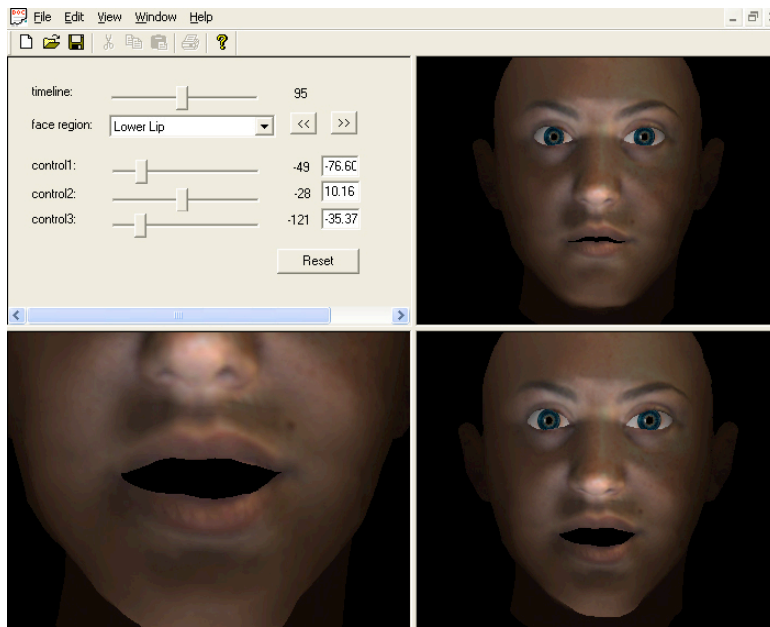 File Edit View Window Help
timeline: 95
face region: Lower Lip << >>
control1: -49 -76.60
control2: -28 10.16
control3: -121 -35.37
Reset